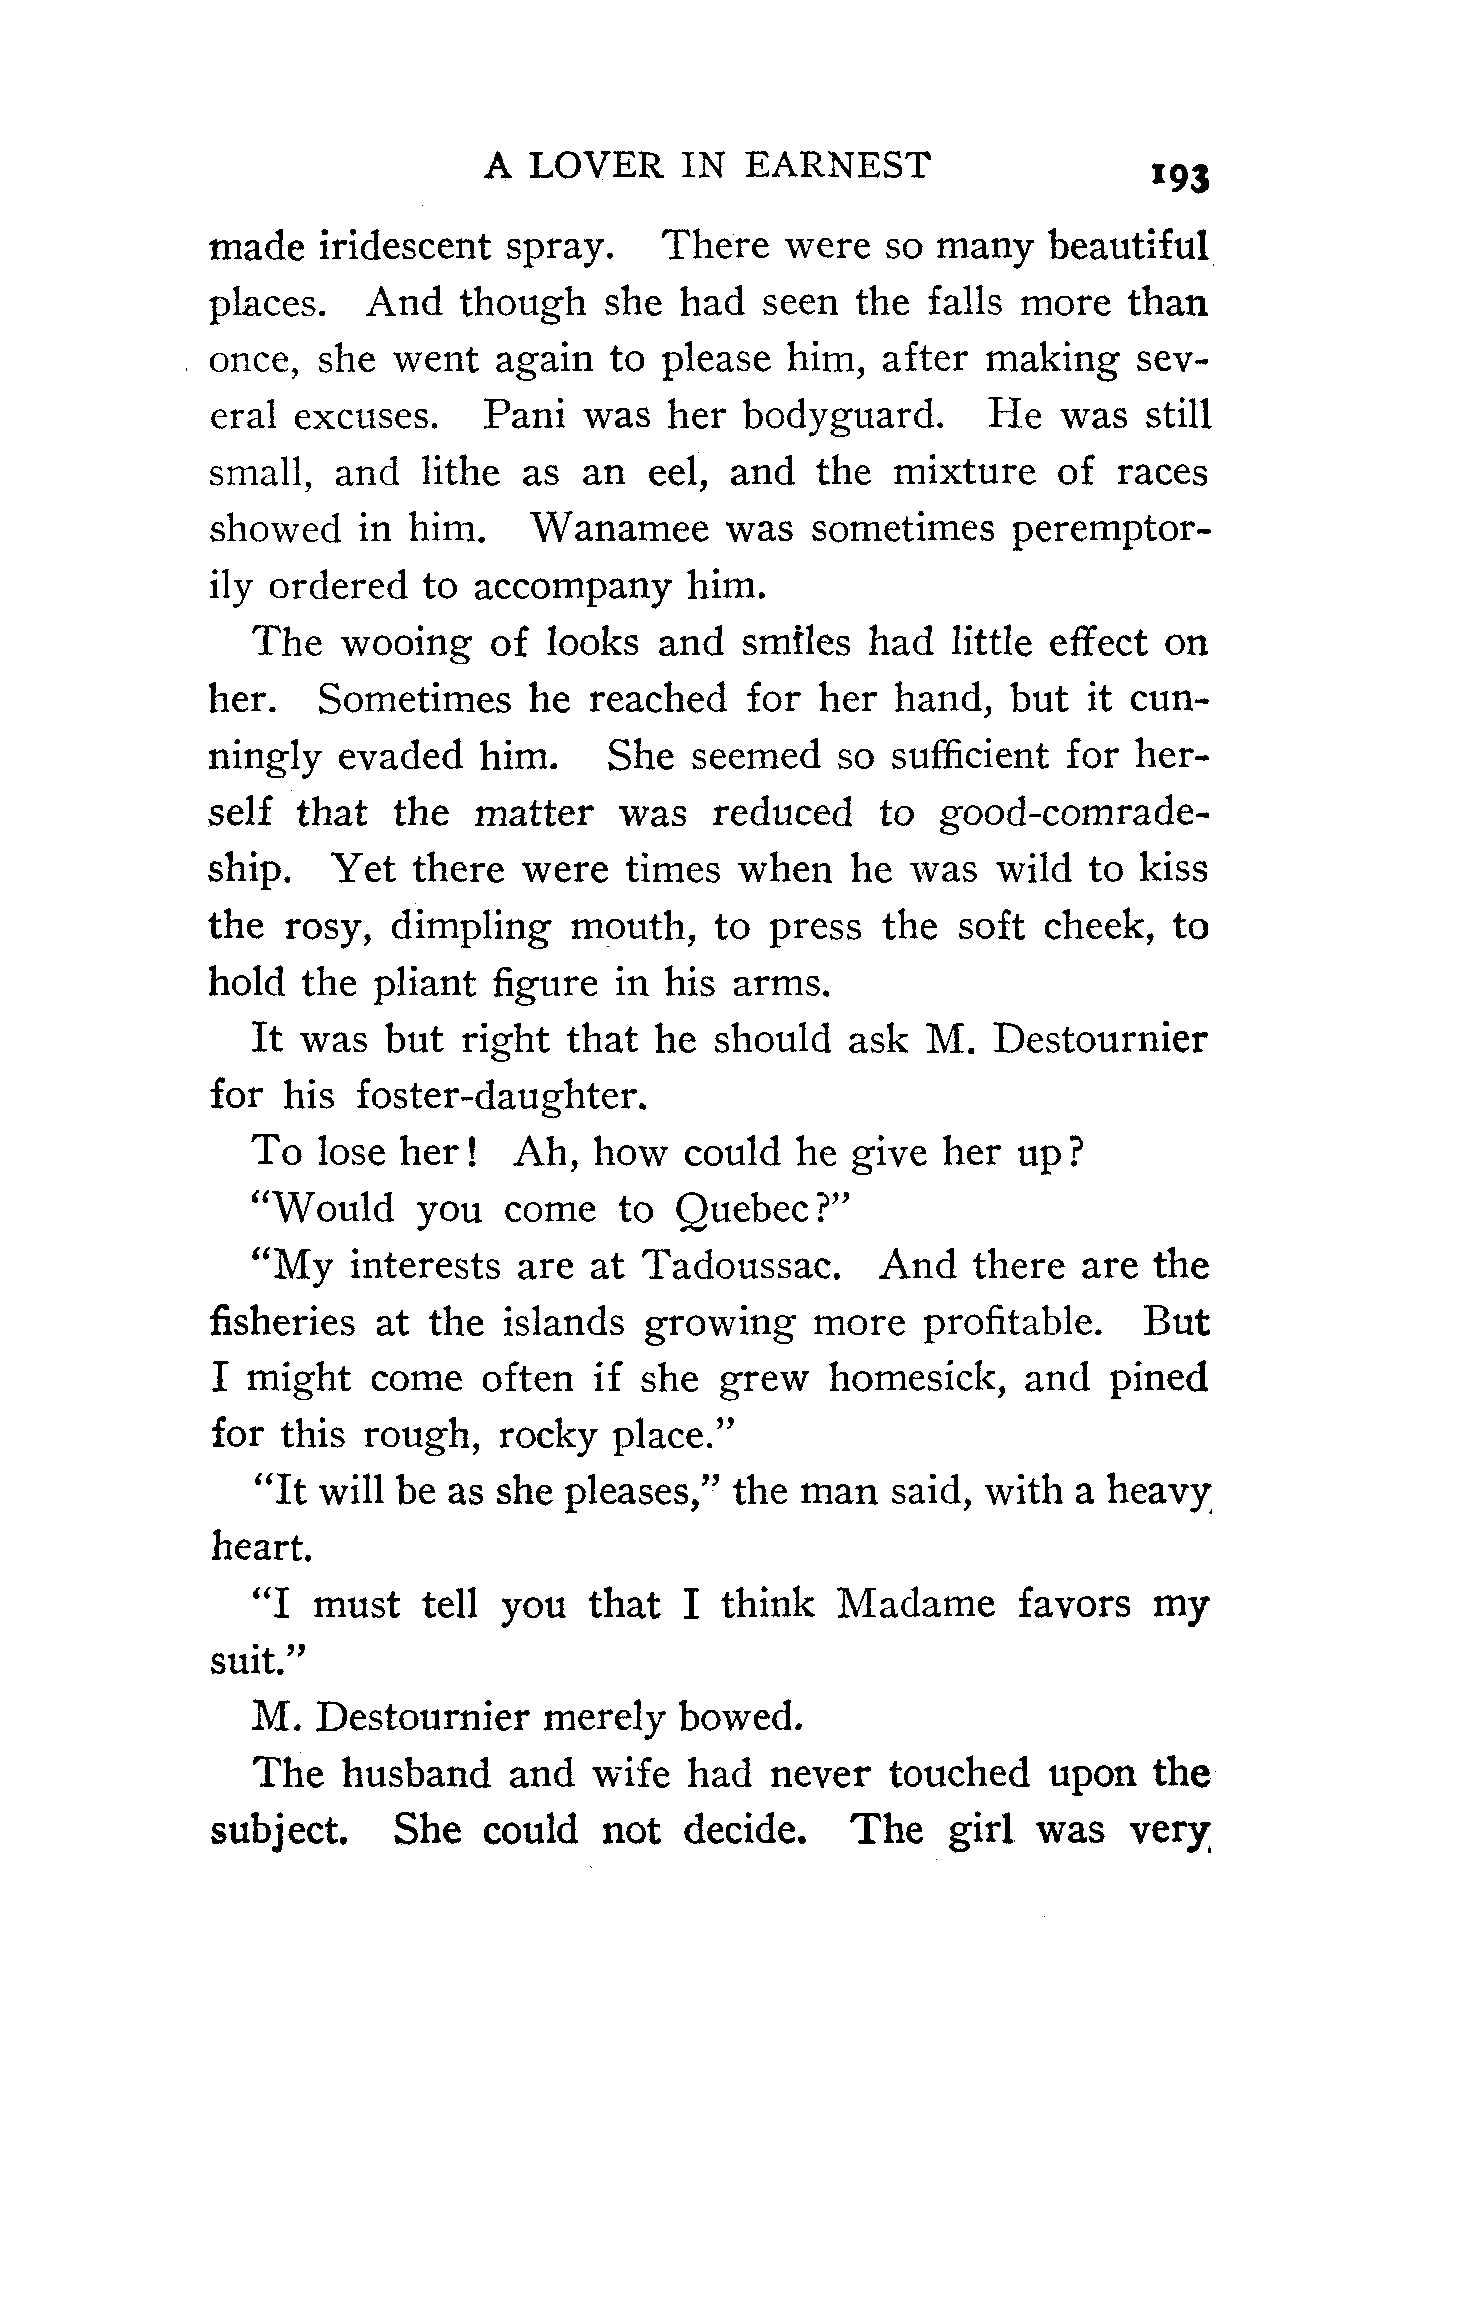 A LOVER IN EARNEST 193
made iridescent spray. There were so many beautiful
places. And though she had seen the falls more than
once, she went again to please him, after making sev-
eral excuses. Pani was her bodyguard. He was still
small, and lithe as an eel, and the mixture of races
showed in him. Wanamee was sometimes peremptor-
ily ordered to accompany him.
The wooing of looks and smiles had little effect on
her. Sometimes he reached for her hand, but it cun-
ningly evaded him. She seemed so sufficient for her-
self that the matter was reduced to good-comrade-
ship. Yet there were times when he was wild to kiss
the rosy, dimpling mouth, to press the soft cheek, to
hold the pliant figure in his arms.
It was but right that he should ask M. Destournier
for his foster-daughter.
To lose her! Ah, how could he give her up?
“Would you come to Quebec?”
“My interests are at Tadoussac. And there are the
fisheries at the islands growing more profitable. But
I might come often if she grew homesick, and pined
for this rough, rocky place.”
“It will be as she pleases,” the man said, with a heavy
heart.
“I must tell you that I think Madame favors my
suit.”
M. Destournier merely bowed.
The husband and wife had never touched upon the
subject. She could not decide. The girl was very